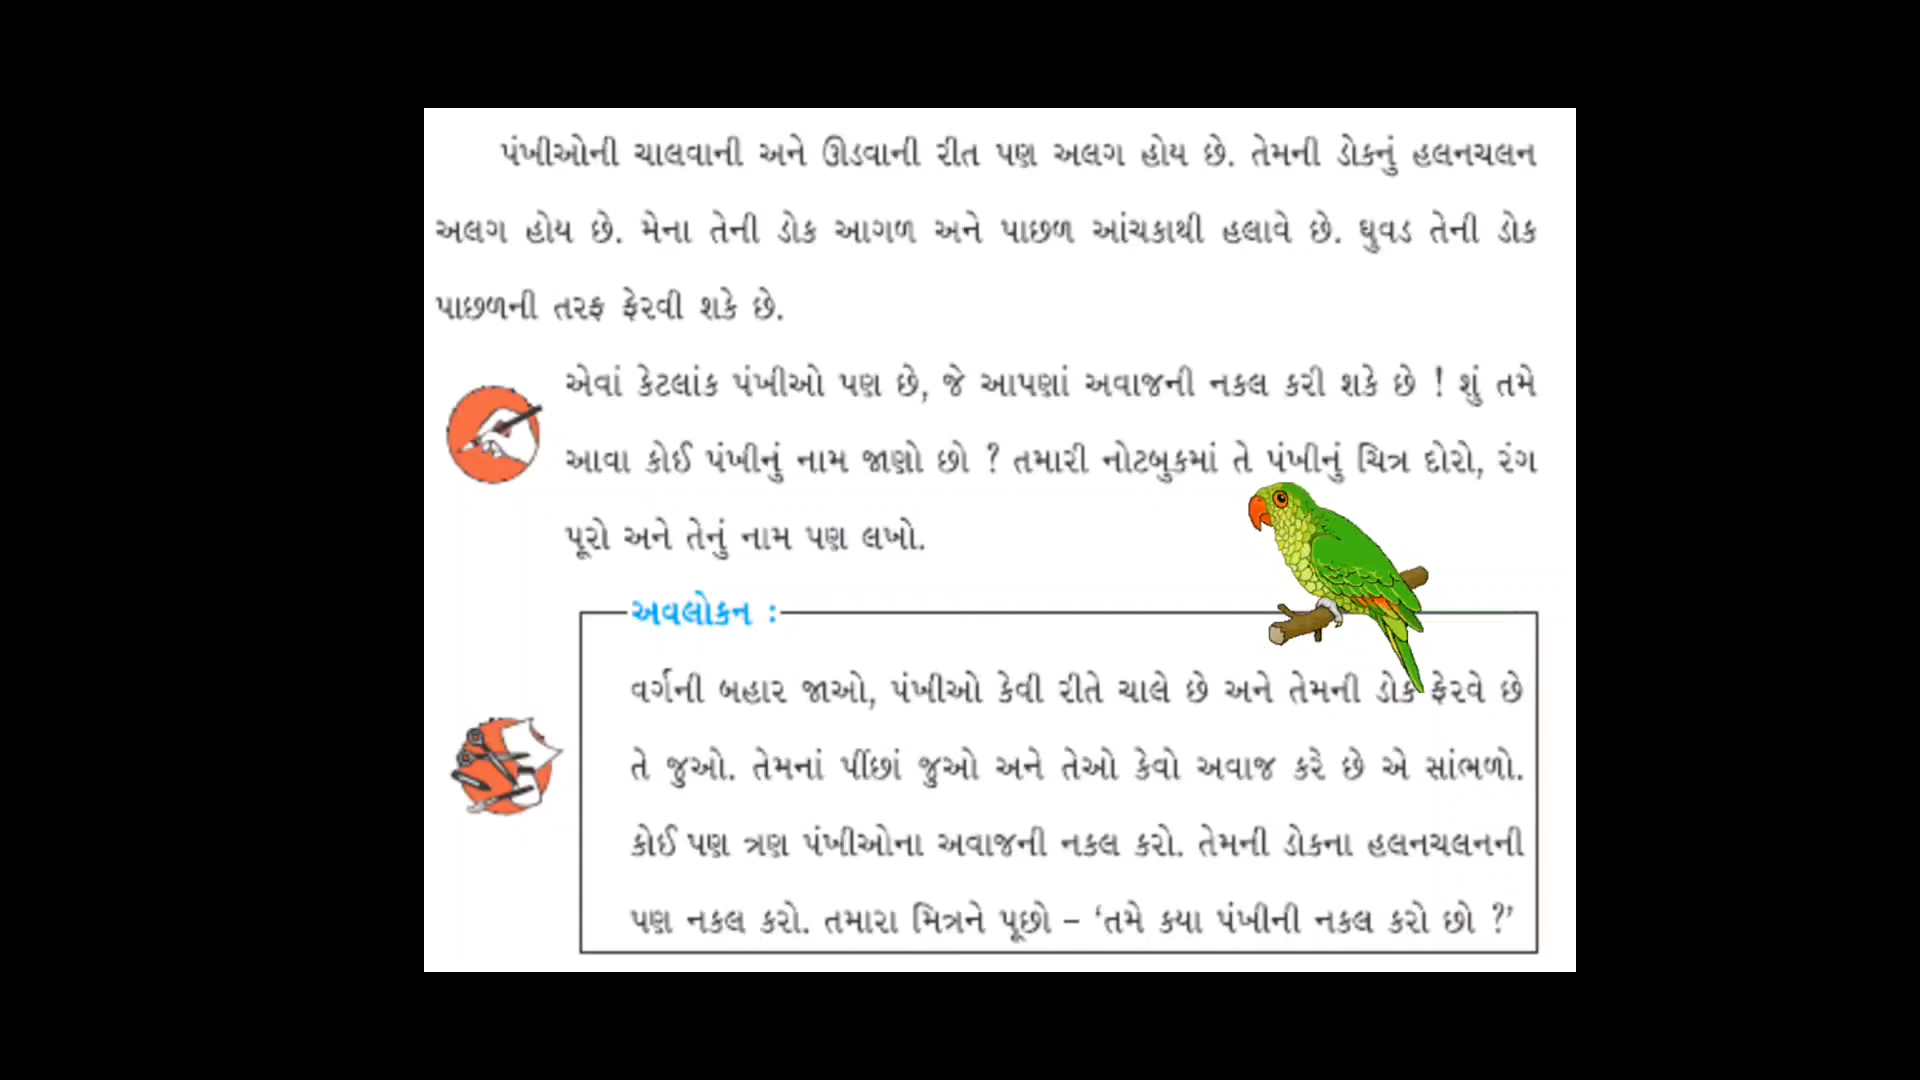 પંખીઓની ચાલવાની અને ઊડવાની રીત પણ અલગ હોય છે. તેમની ડોકનું હલનચલન
અલગ હોય છે. મેના તેની ડોક આગળ અને પાછળ આંચકાથી હલાવે છે. ઘુવડ તેની ડોક
પાછળની તરફ ફેરવી શકે છે.
એવાં કેટલાંક પંખીઓ પણ છે, જે આપણાં અવાજની નકલ કરી શકે છે ! શું તમે
આવા કોઈ પંખીનું નામ જાણો છો ? તમારી નોટબુકમાં તે પંખીનું ચિત્ર દોરો, રંગ
પૂરો અને તેનું નામ પણ લખો.
અવલોકન :
વર્ગની બહાર જાઓ, પંખીઓ કેવી રીતે ચાલે છે અને તેમની ડોક ફેરવે છે
તે જુઓ. તેમનાં પીંછાં જુઓ અને તેઓ કેવો અવાજ કરે છે એ સાંભળો.
કોઈ પણ ત્રણ પંખીઓના અવાજની નકલ કરો. તેમની ડોકના હલનચલનની
પણ નકલ કરો. તમારા મિત્રને પૂછો – ‘તમે કયા પંખીની નકલ કરો છો ?’